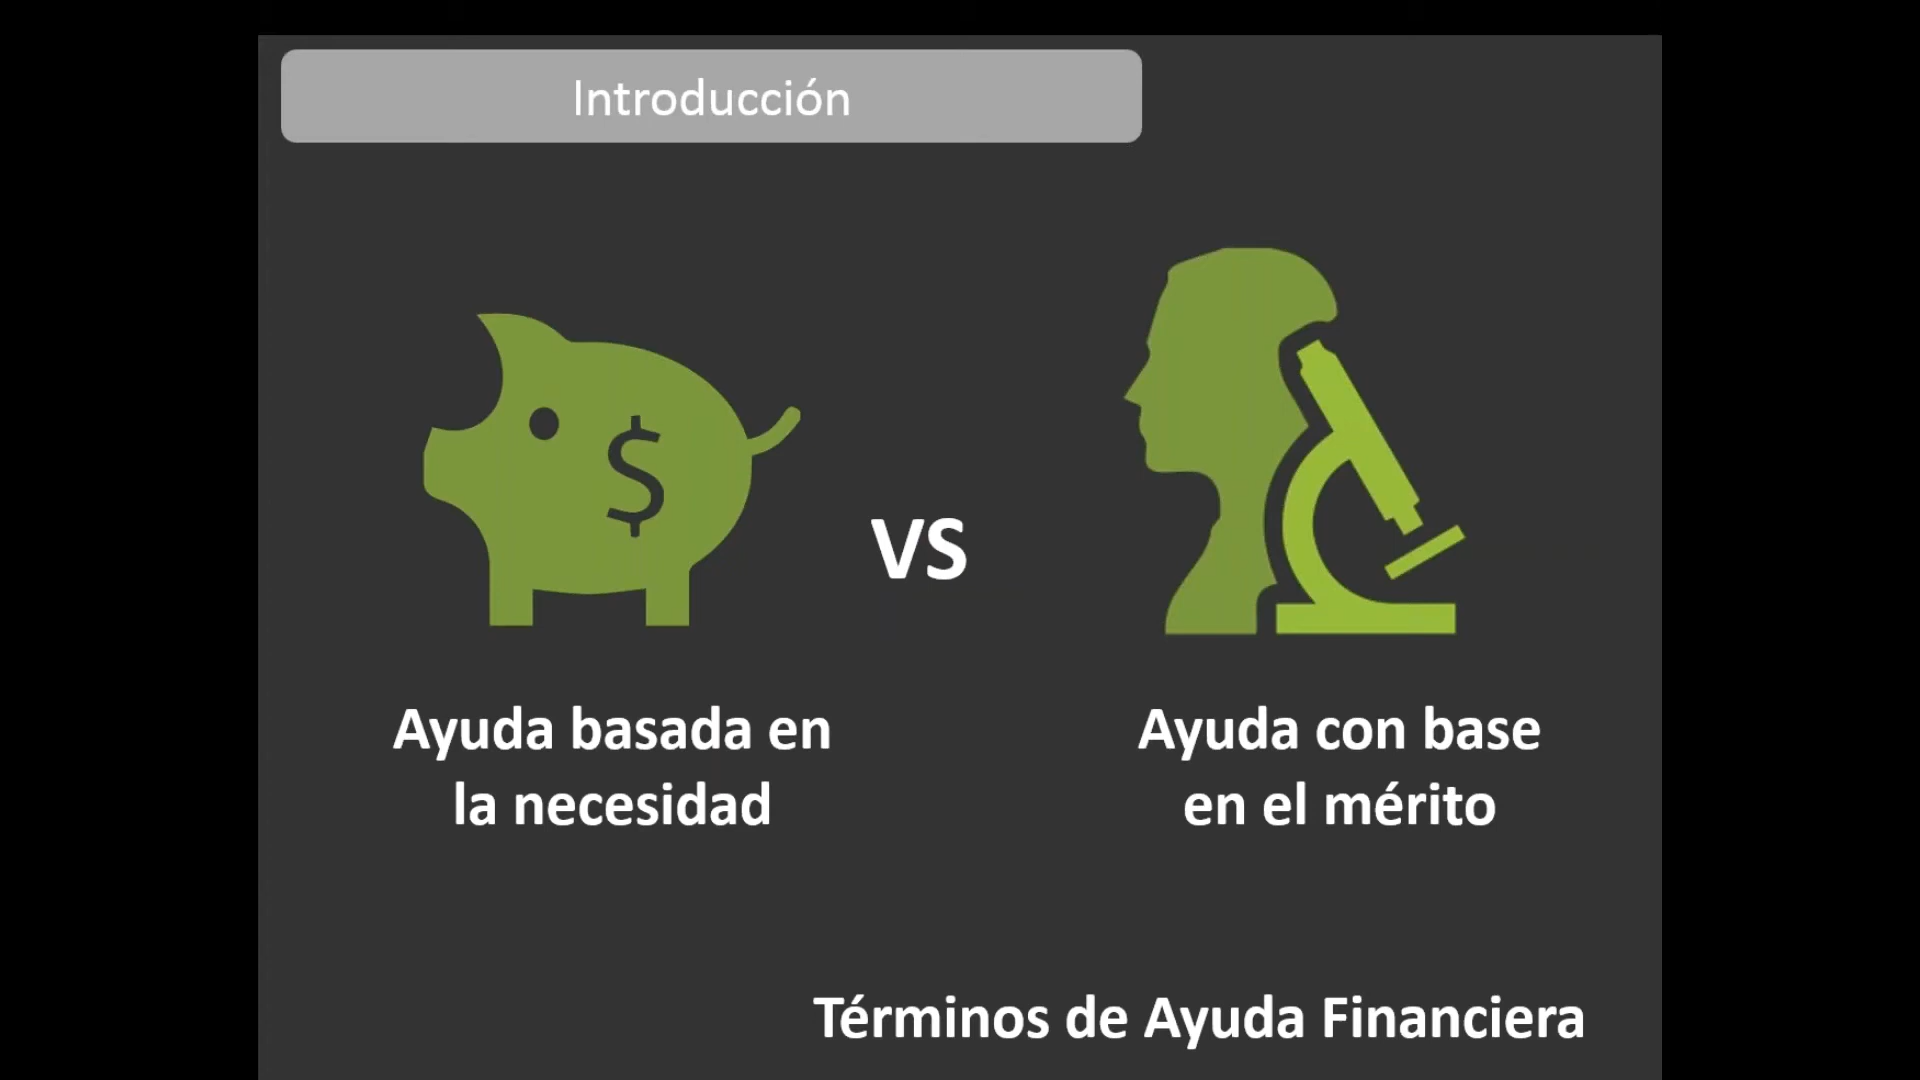 Introducción
$
VS
Ayuda basada en
la necesidad
Ayuda con base
en el mérito
Términos de Ayuda Financiera